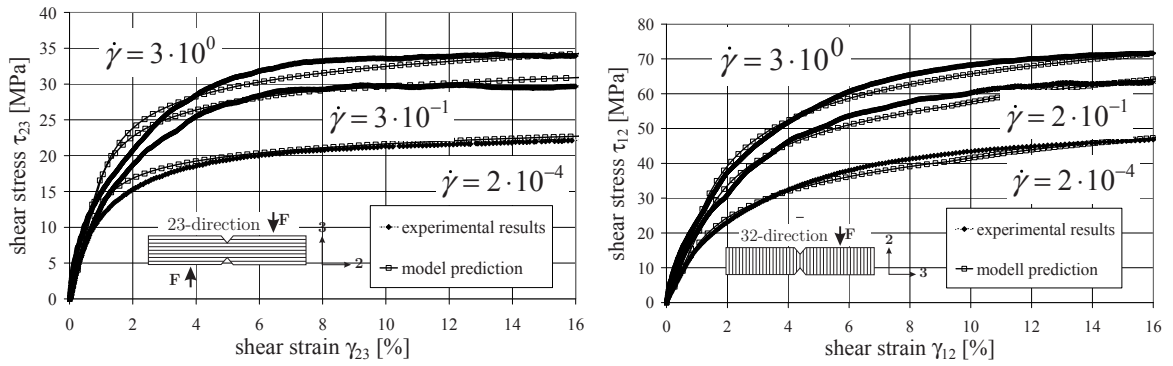 shear stress τ₂₃ [MPa]
40
35
30
25
20
15
10
5
0
0 2 4 6 8 10 12 14 16
shear strain γ₂₃ [%]
γ̇ = 3·10⁰
γ̇ = 3·10⁻¹
γ̇ = 2·10⁻⁴
23-direction
F
3
2
F
experimental results
model prediction
shear stress τ₁₂ [MPa]
80
70
60
50
40
30
20
10
0
0 2 4 6 8 10 12 14 16
shear strain γ₁₂ [%]
γ̇ = 3·10⁰
γ̇ = 2·10⁻¹
γ̇ = 2·10⁻⁴
32-direction
F
2
3
experimental results
modell prediction